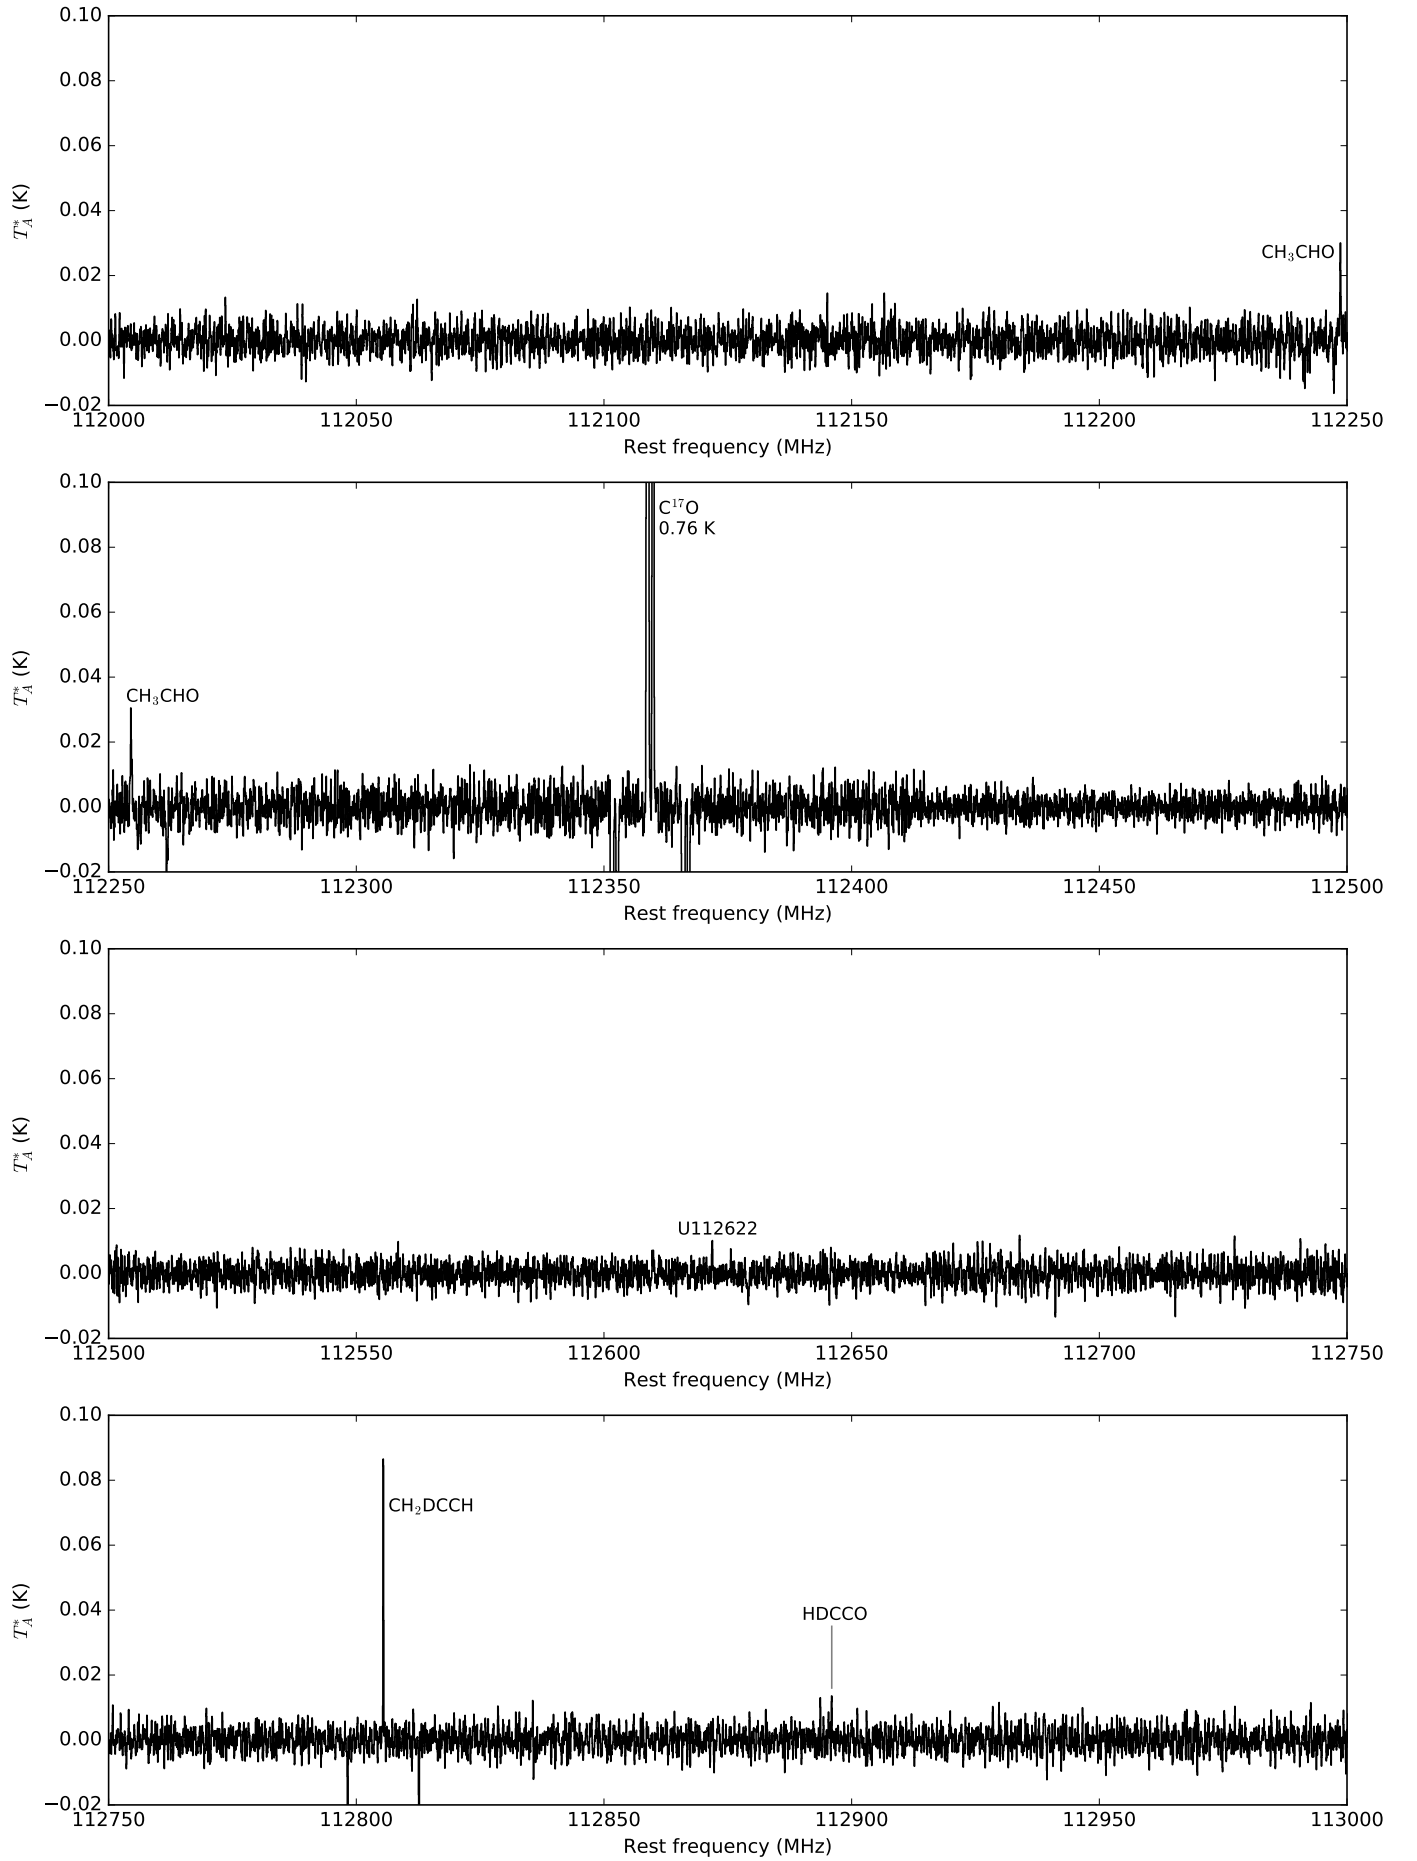 0.10
0.08
0.06
0.04
0.02
0.00
−0.02
T*A (K)
CH3CHO
112000 112050 112100 112150 112200 112250
Rest frequency (MHz)
0.10
0.08
0.06
0.04
0.02
0.00
−0.02
T*A (K)
C17O
0.76 K
CH3CHO
112250 112300 112350 112400 112450 112500
Rest frequency (MHz)
0.10
0.08
0.06
0.04
0.02
0.00
−0.02
T*A (K)
U112622
112500 112550 112600 112650 112700 112750
Rest frequency (MHz)
0.10
0.08
0.06
0.04
0.02
0.00
−0.02
T*A (K)
CH2DCCH
HDCCO
112750 112800 112850 112900 112950 113000
Rest frequency (MHz)